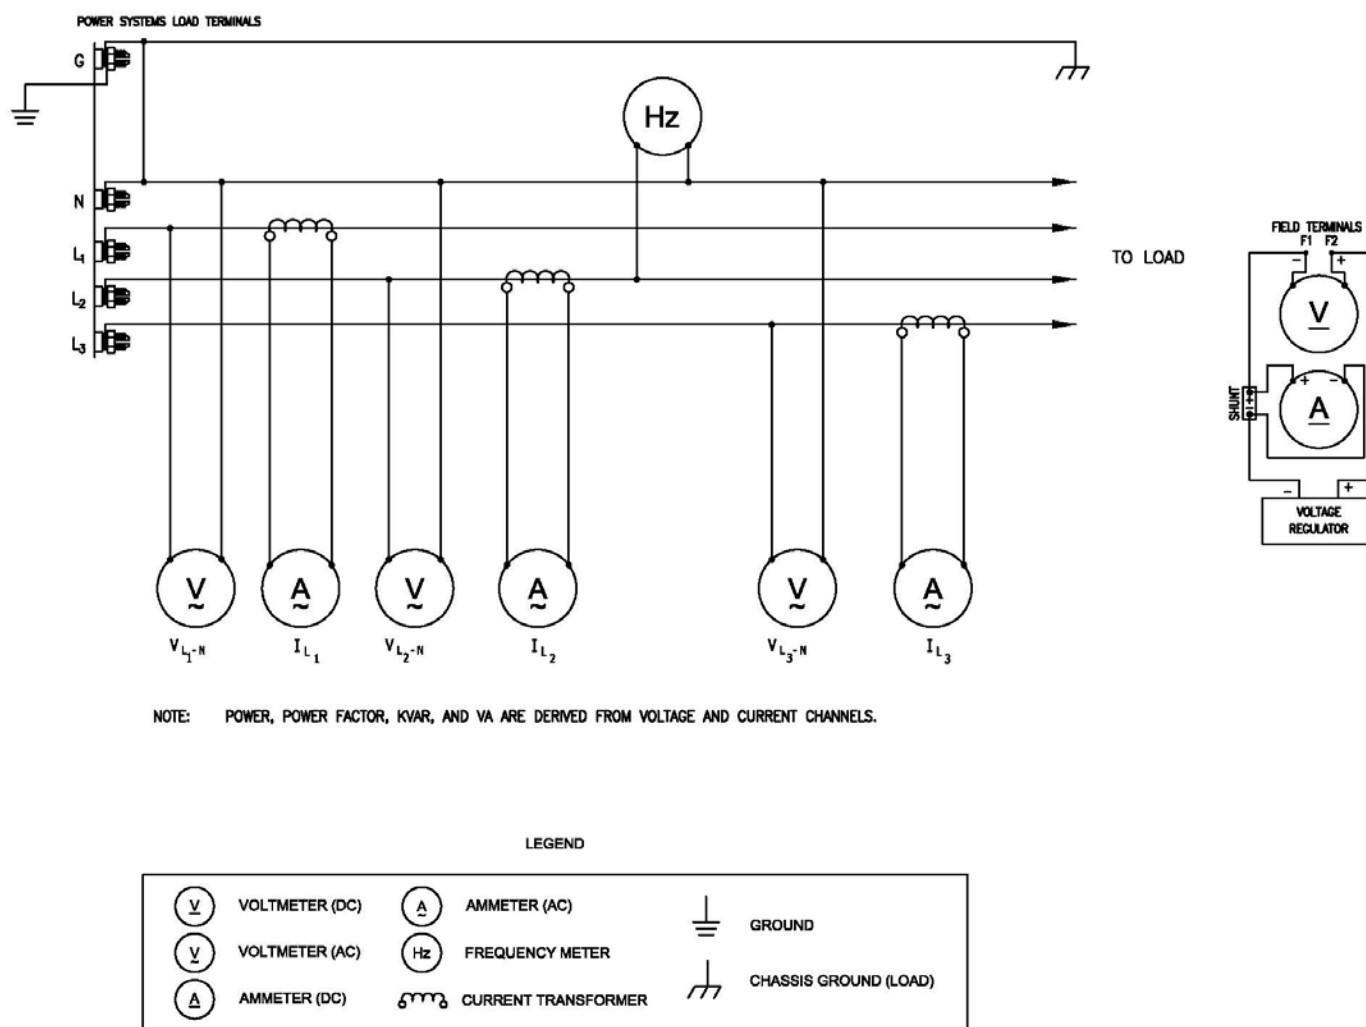 POWER SYSTEMS LOAD TERMINALS
G
Hz
N
L1
L2
L3
TO LOAD
FIELD TERMINALS
F1 F2
- +
V
+ -
A
SHUNT
+
-
- +
VOLTAGE
REGULATOR
V ~ A ~ V ~ A ~ V ~ A ~
VL1-N IL1 VL2-N IL2 VL3-N IL3
NOTE: POWER, POWER FACTOR, KVAR, AND VA ARE DERIVED FROM VOLTAGE AND CURRENT CHANNELS.
LEGEND
V VOLTMETER (DC)
V ~ VOLTMETER (AC)
A AMMETER (DC)
A ~ AMMETER (AC)
Hz FREQUENCY METER
CURRENT TRANSFORMER
GROUND
CHASSIS GROUND (LOAD)